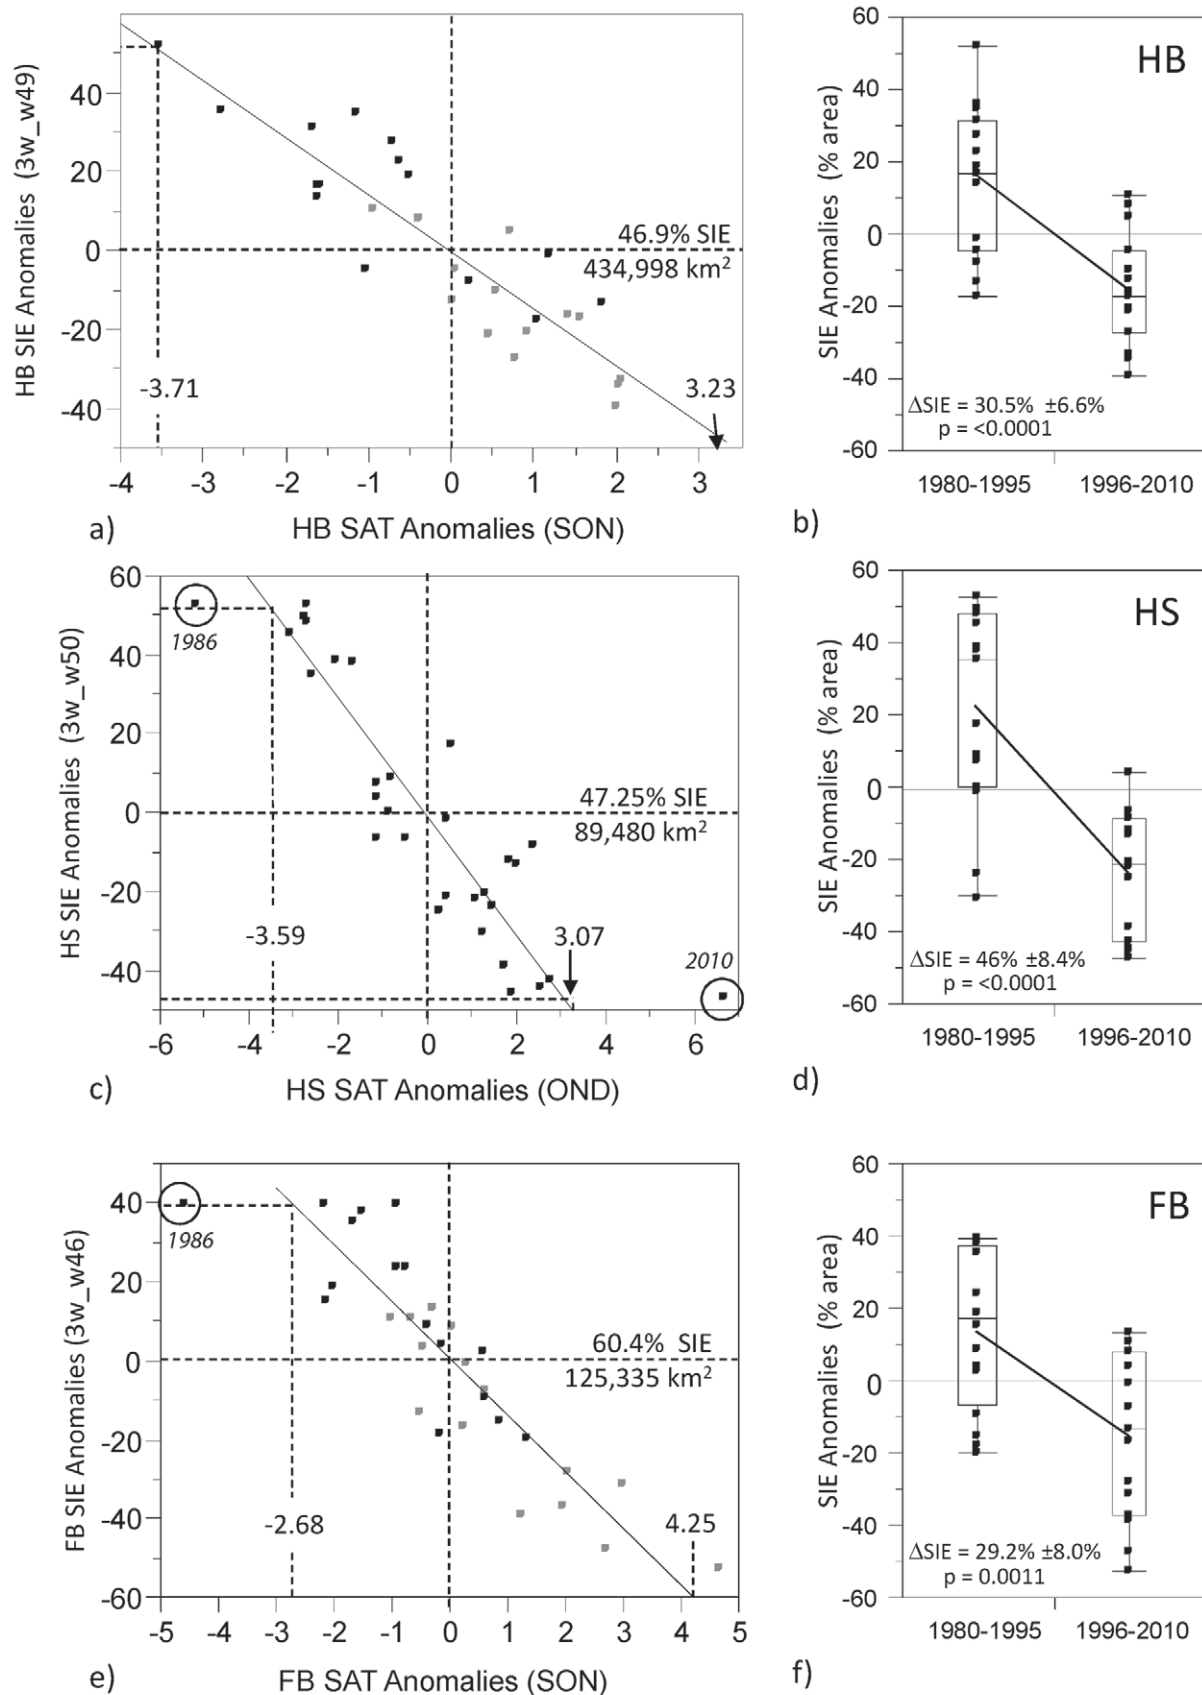 HB SIE Anomalies (3w_w49)
40
20
0
-20
-40
46.9% SIE
434,998 km²
-3.71
3.23
-4 -3 -2 -1 0 1 2 3
a)
HB SAT Anomalies (SON)
SIE Anomalies (% area)
60
40
20
0
-20
-40
-60
HB
ΔSIE = 30.5% ±6.6%
p = <0.0001
1980-1995 1996-2010
b)
HS SIE Anomalies (3w_w50)
60
40
20
0
-20
-40
1986
47.25% SIE
89,480 km²
-3.59
3.07
2010
-6 -4 -2 0 2 4 6
c)
HS SAT Anomalies (OND)
SIE Anomalies (% area)
60
40
20
0
-20
-40
-60
HS
ΔSIE = 46% ±8.4%
p = <0.0001
1980-1995 1996-2010
d)
FB SIE Anomalies (3w_w46)
40
20
0
-20
-40
-60
1986
60.4% SIE
125,335 km²
-2.68
4.25
-5 -4 -3 -2 -1 0 1 2 3 4 5
e)
FB SAT Anomalies (SON)
SIE Anomalies (% area)
60
40
20
0
-20
-40
-60
FB
ΔSIE = 29.2% ±8.0%
p = 0.0011
1980-1995 1996-2010
f)